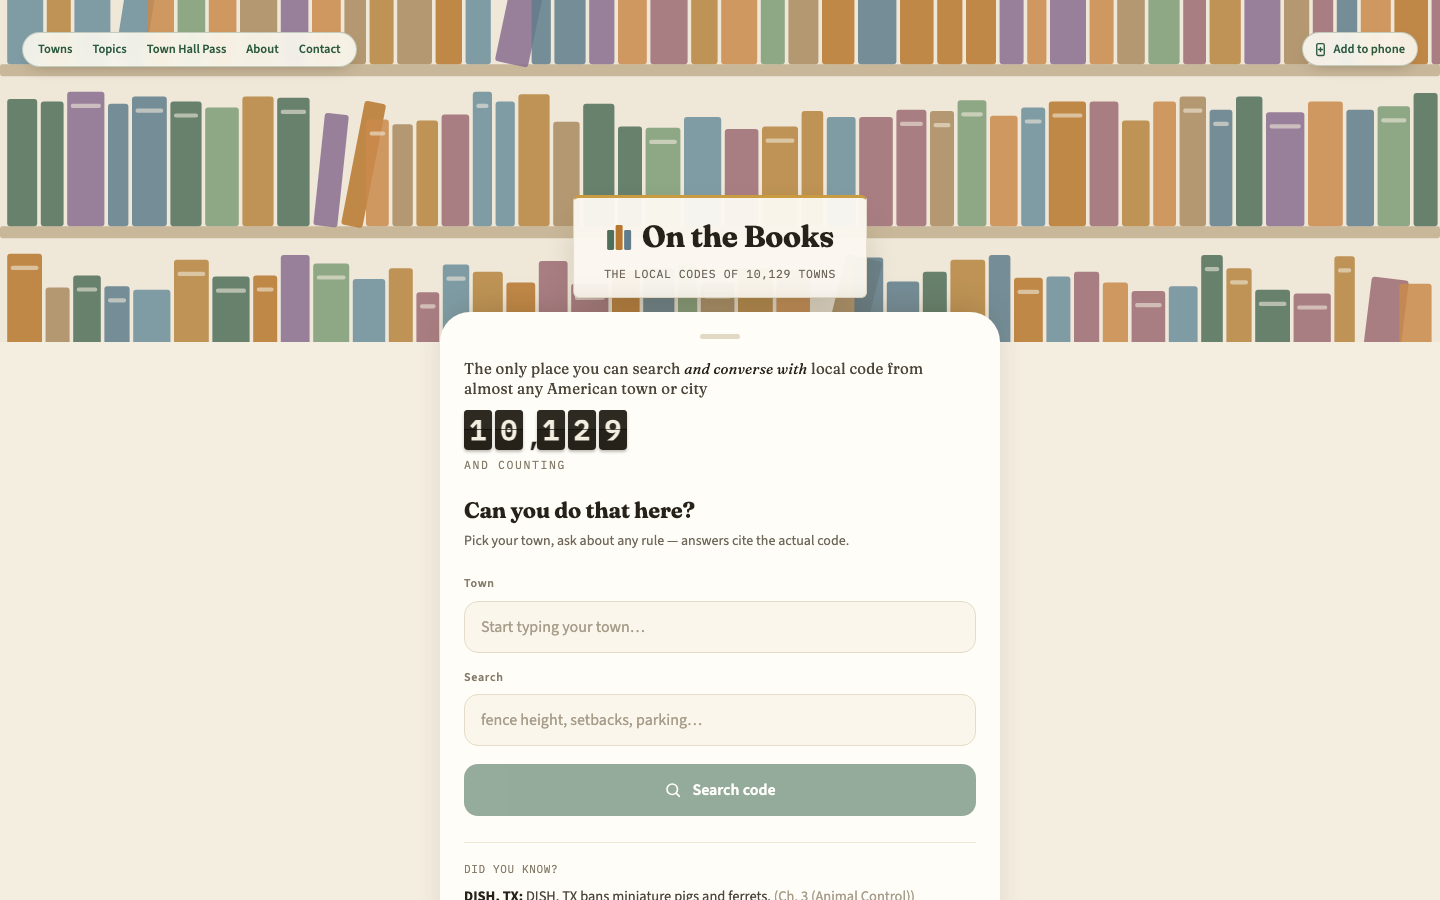 Towns Topics Town Hall Pass About Contact
Add to phone
On the Books
THE LOCAL CODES OF 10,129 TOWNS
The only place you can search and converse with local code from
almost any American town or city
10,129
AND COUNTING
Can you do that here?
Pick your town, ask about any rule — answers cite the actual code.
Town
Start typing your town…
Search
fence height, setbacks, parking…
Search code
DID YOU KNOW?
DISH, TX: DISH, TX bans miniature pigs and ferrets. (Ch. 3 (Animal Control))